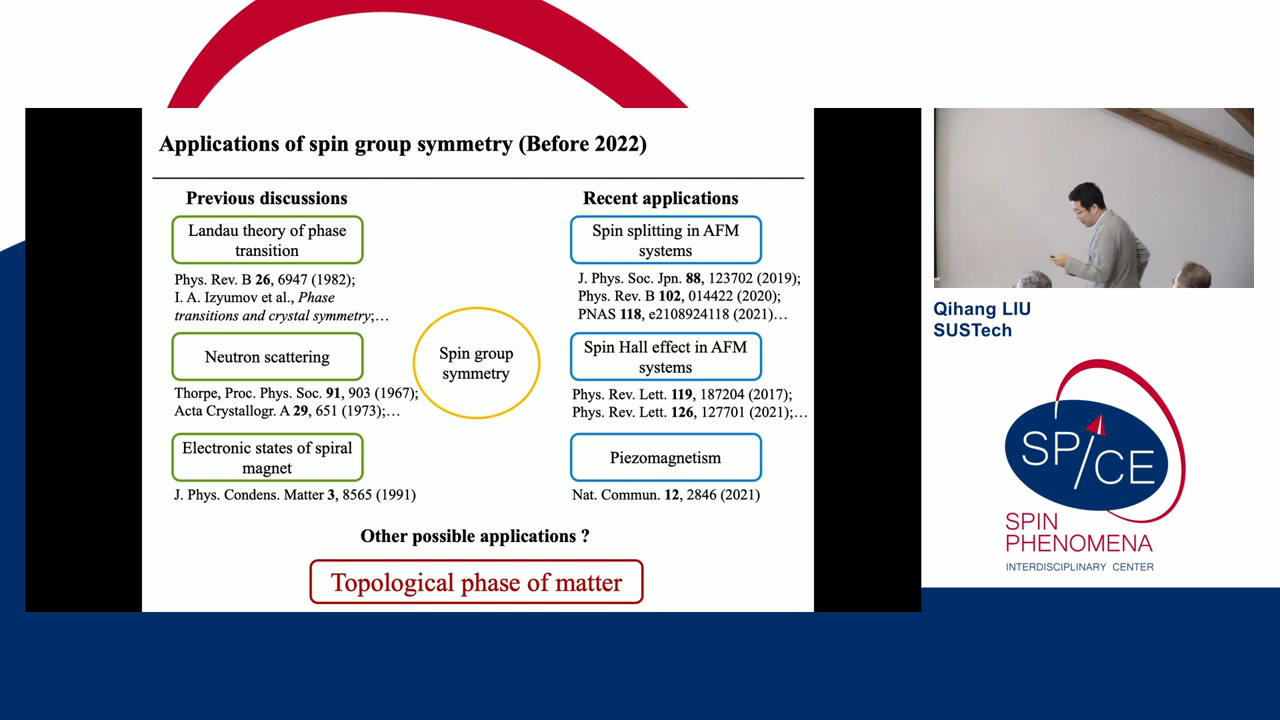 Applications of spin group symmetry (Before 2022)
Previous discussions
Landau theory of phase
transition
Phys. Rev. B 26, 6947 (1982);
I. A. Izyumov et al., Phase
transitions and crystal symmetry;…
Neutron scattering
Thorpe, Proc. Phys. Soc. 91, 903 (1967);
Acta Crystallogr. A 29, 651 (1973);…
Electronic states of spiral
magnet
J. Phys. Condens. Matter 3, 8565 (1991)
Spin group
symmetry
Recent applications
Spin splitting in AFM
systems
J. Phys. Soc. Jpn. 88, 123702 (2019);
Phys. Rev. B 102, 014422 (2020);
PNAS 118, e2108924118 (2021)…
Spin Hall effect in AFM
systems
Phys. Rev. Lett. 119, 187204 (2017);
Phys. Rev. Lett. 126, 127701 (2021);…
Piezomagnetism
Nat. Commun. 12, 2846 (2021)
Other possible applications ?
Topological phase of matter
Qihang LIU
SUSTech
SP/CE
SPIN
PHENOMENA
INTERDISCIPLINARY CENTER